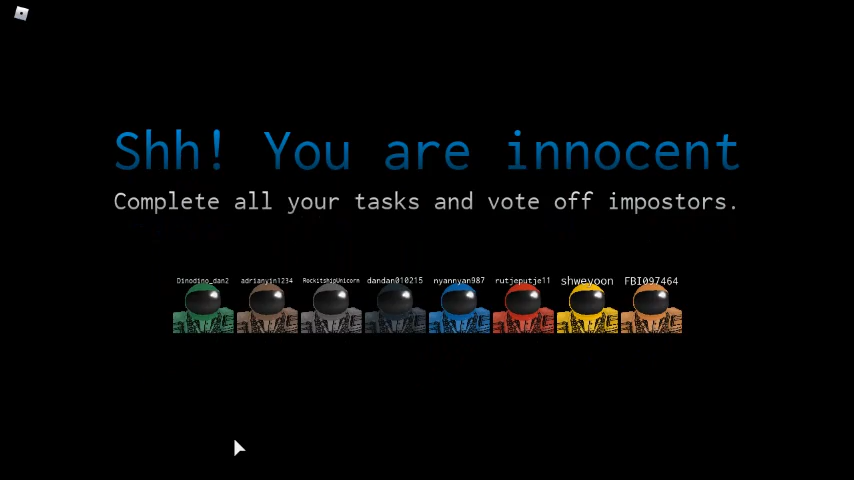 Shh! You are innocent
Complete all your tasks and vote off impostors.
Dinodino_dan2 adrianyin1234 RockitshipUnicorn dandan010215 nyannyan987 rutjeputje11 shweyoon FBI097464